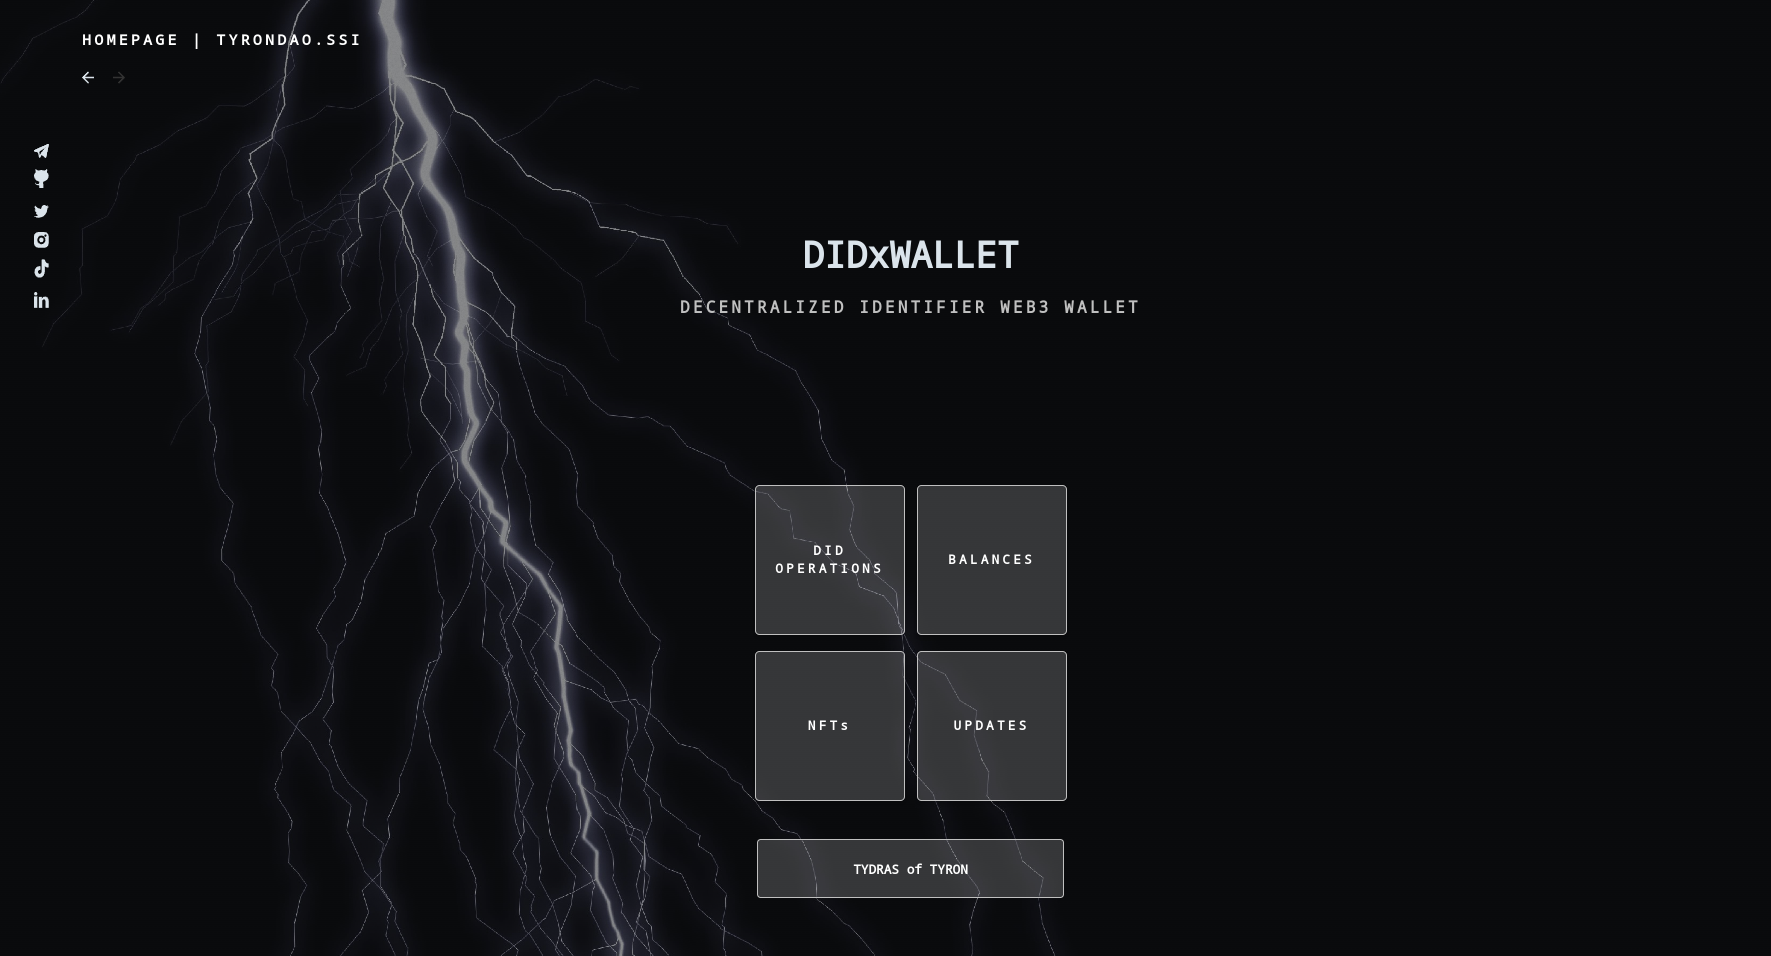 HOMEPAGE | TYRONDAO.SSI
DIDxWALLET
DECENTRALIZED IDENTIFIER WEB3 WALLET
DID
OPERATIONS
BALANCES
NFTs
UPDATES
TYDRAS of TYRON